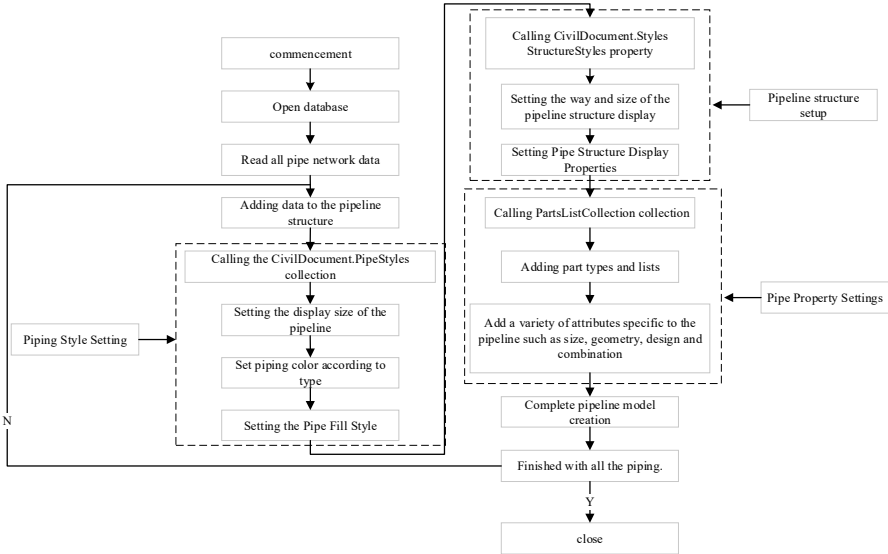 commencement
Open database
Read all pipe network data
Adding data to the pipeline
structure
Calling the CivilDocument.PipeStyles
collection
Setting the display size of the
pipeline
Set piping color according to
type
Setting the Pipe Fill Style
Piping Style Setting
N
Calling CivilDocument.Styles
StructureStyles property
Setting the way and size of the
pipeline structure display
Setting Pipe Structure Display
Properties
Pipeline structure
setup
Calling PartsListCollection collection
Adding part types and lists
Add a variety of attributes specific to the
pipeline such as size, geometry, design and
combination
Pipe Property Settings
Complete pipeline model
creation
Finished with all the piping.
Y
close